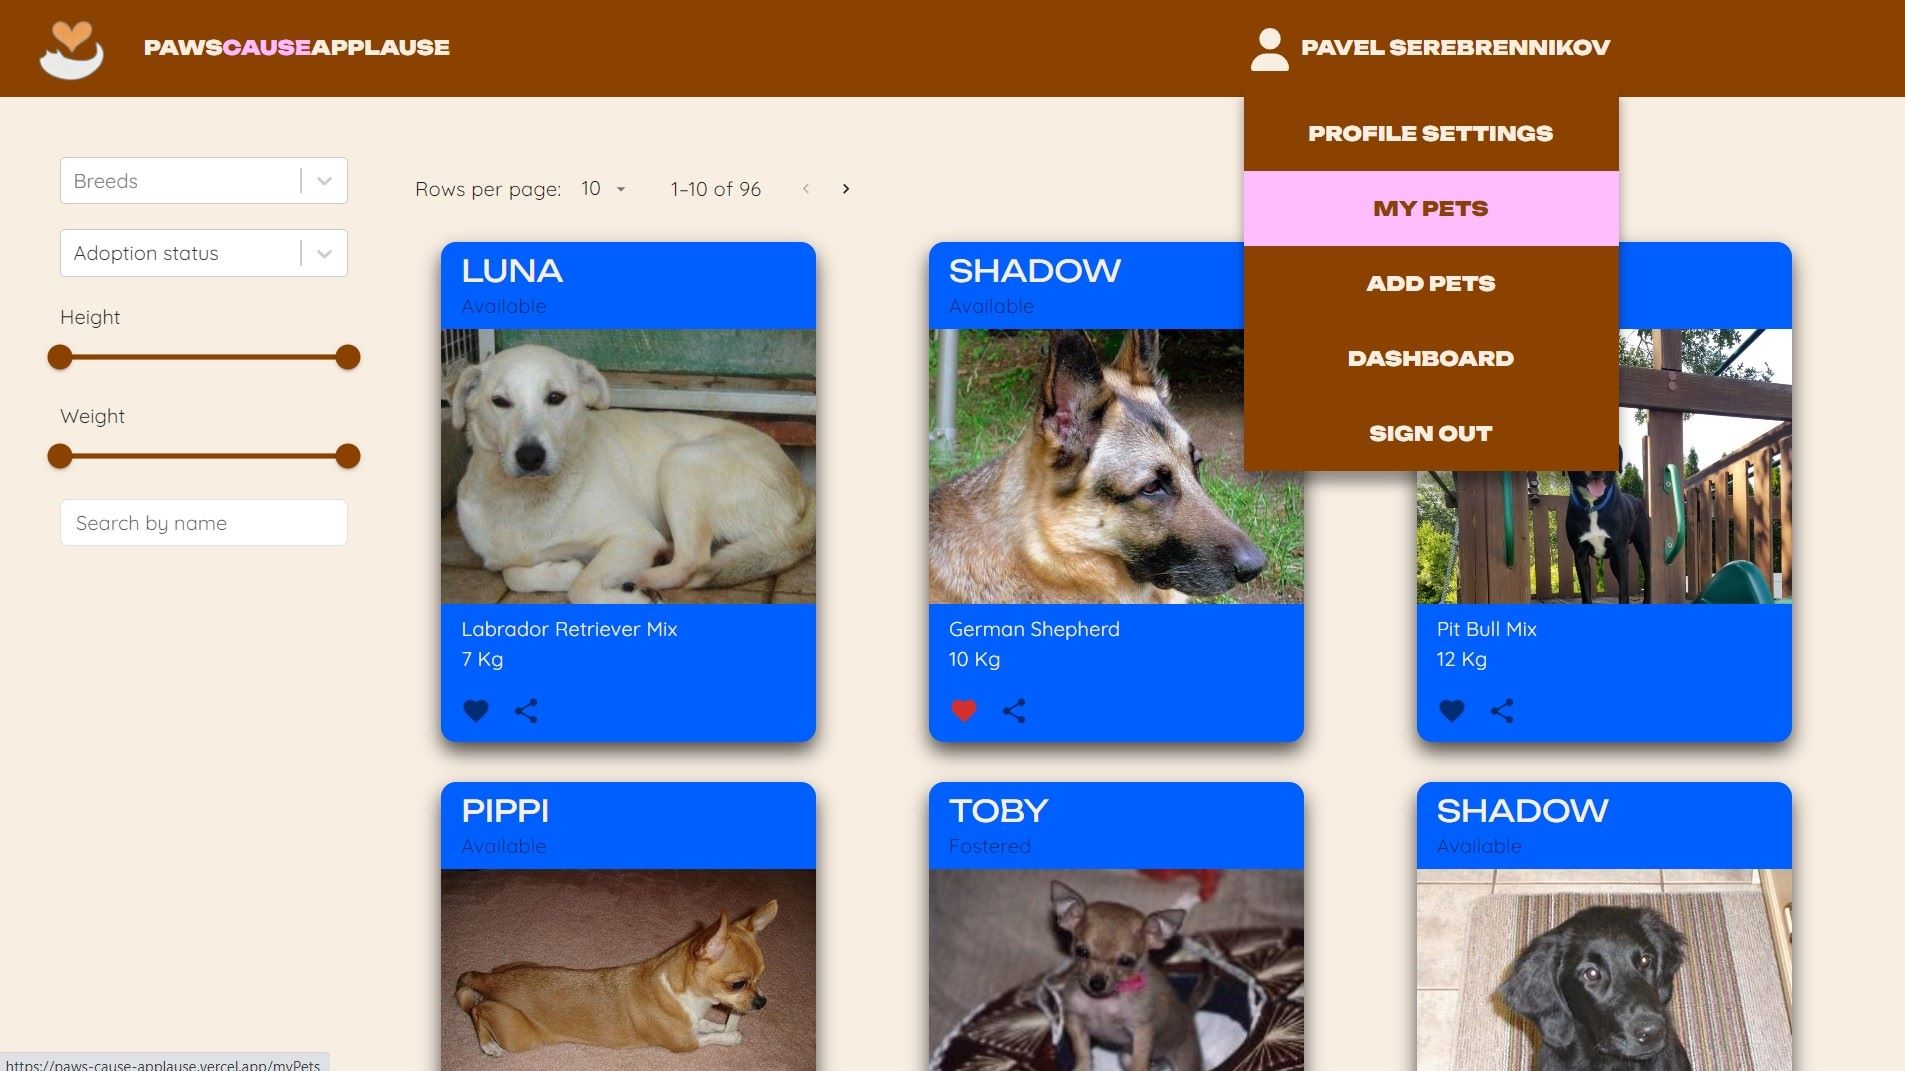 PAWSCAUSEAPPLAUSE
PAVEL SEREBRENNIKOV
PROFILE SETTINGS
MY PETS
ADD PETS
DASHBOARD
SIGN OUT
Breeds
Adoption status
Height
Weight
Search by name
Rows per page: 10 1–10 of 96
LUNA
Available
Labrador Retriever Mix
7 Kg
SHADOW
Available
German Shepherd
10 Kg
Pit Bull Mix
12 Kg
PIPPI
Available
TOBY
Fostered
SHADOW
Available
https://paws-cause-applause.vercel.app/myPets